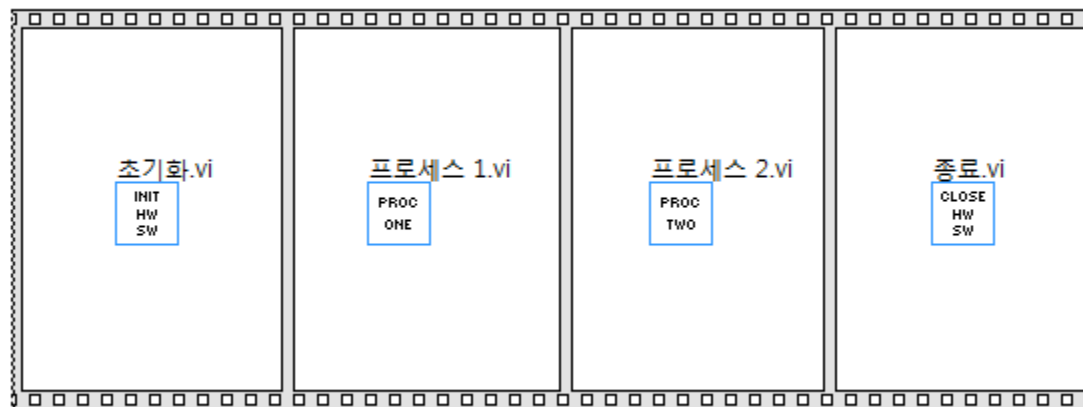 초기화.vi
INIT
HW
SW
프로세스 1.vi
PROC
ONE
프로세스 2.vi
PROC
TWO
종료.vi
CLOSE
HW
SW